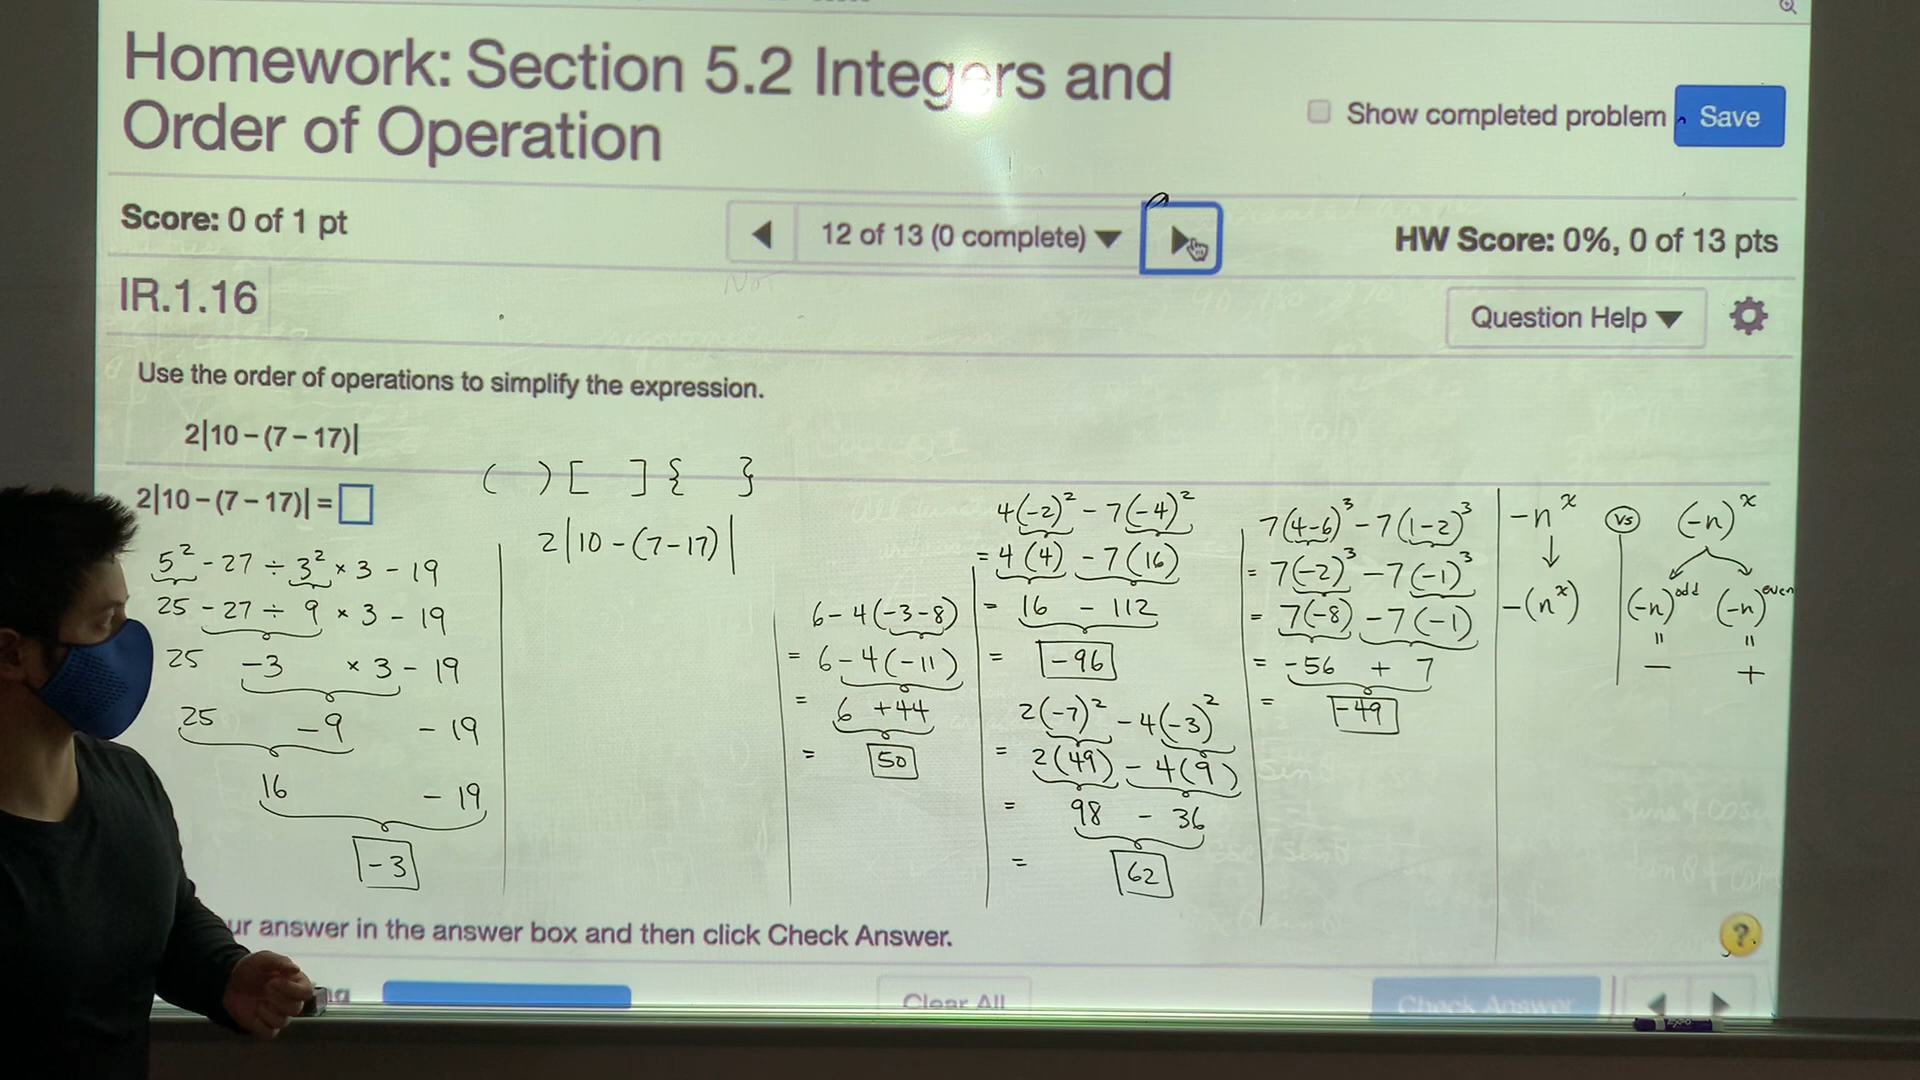 Homework: Section 5.2 Integers and
Order of Operation
Show completed problem
Save
Score: 0 of 1 pt
12 of 13 (0 complete)
HW Score: 0%, 0 of 13 pts
IR.1.16
Question Help
Use the order of operations to simplify the expression.
2|10 – (7 – 17)|
2|10 – (7 – 17)| =
( ) [ ] { }
5² - 27 ÷ 3² × 3 - 19
25 - 27 ÷ 9 × 3 - 19
25 -3 × 3 - 19
25 -9 - 19
16 - 19
-3
2|10 - (7-17)|
6 - 4(-3-8)
= 6 - 4(-11)
= 6 + 44
= 50
4(-2)² - 7(-4)²
= 4(4) - 7(16)
= 16 - 112
= -96
2(-7)² - 4(-3)²
= 2(49) - 4(9)
= 98 - 36
= 62
7(4-6)³ - 7(1-2)³
= 7(-2)³ - 7(-1)³
= 7(-8) - 7(-1)
= -56 + 7
= -49
-nˣ vs (-n)ˣ
-(nˣ) (-n)ᵒᵈᵈ (-n)ᵉᵛᵉⁿ
= =
- +
ur answer in the answer box and then click Check Answer.
?
Clear All
Check Answer